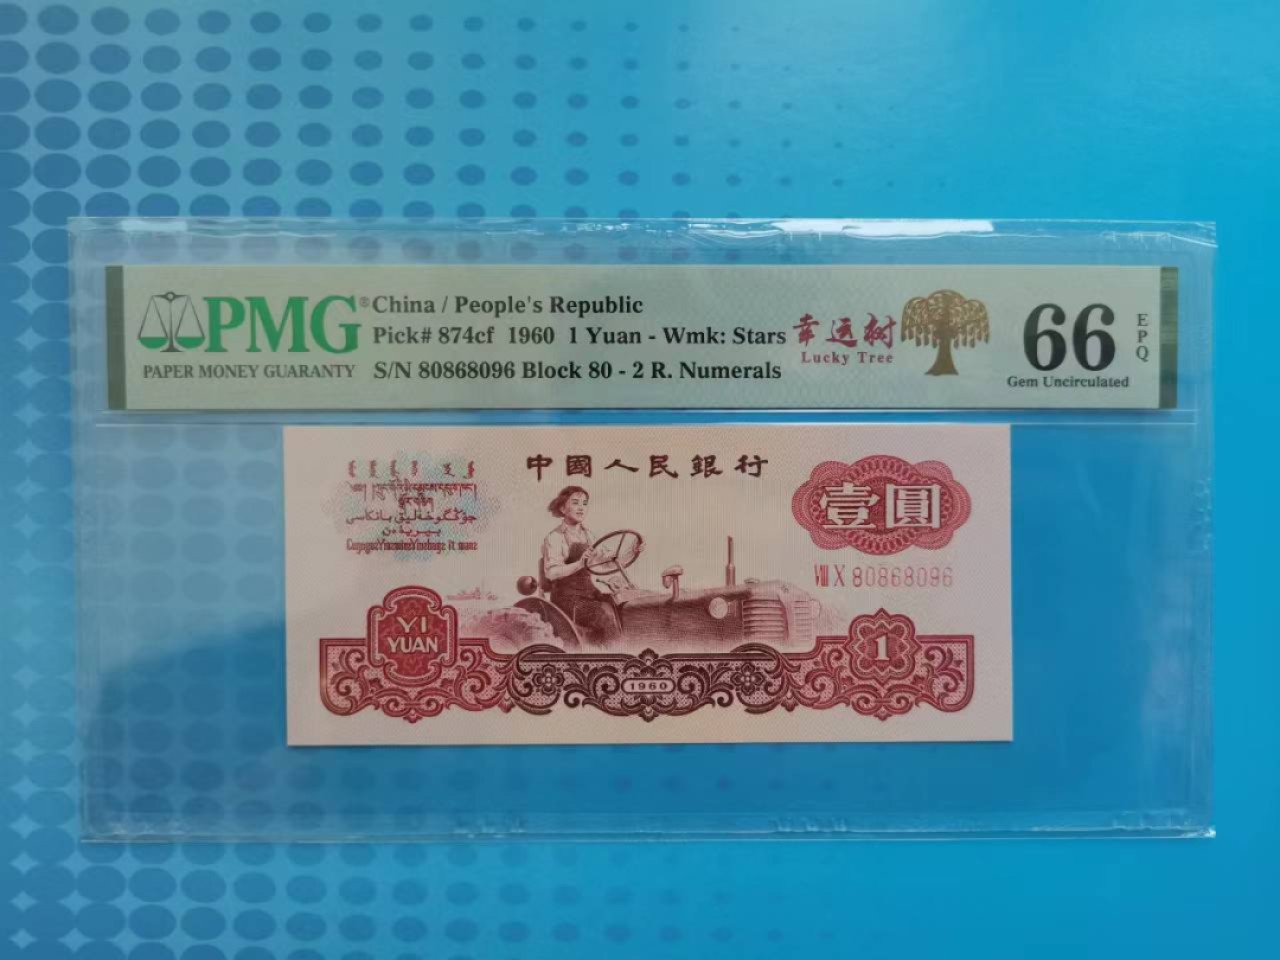 PMG®
PAPER MONEY GUARANTY
China / People's Republic
Pick# 874cf 1960 1 Yuan - Wmk: Stars
S/N 80868096 Block 80 - 2 R. Numerals
幸运树
Lucky Tree
66
EPQ
Gem Uncirculated
中國人民銀行
壹圓
VIII X 80868096
YI
YUAN
1
1960